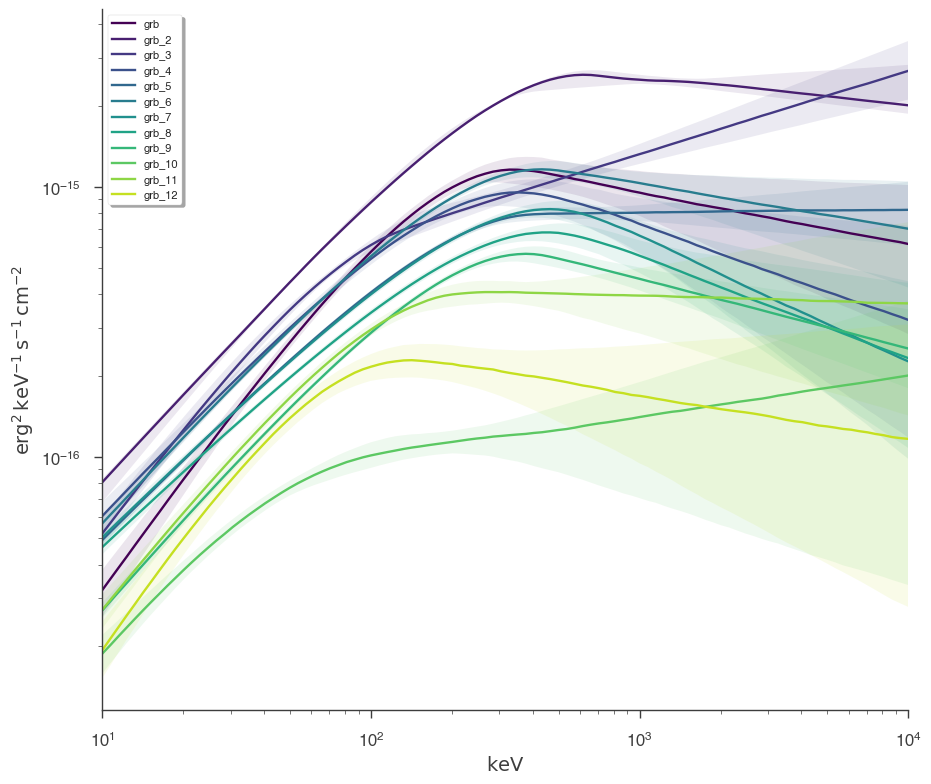 grb
grb_2
grb_3
grb_4
grb_5
grb_6
grb_7
grb_8
grb_9
grb_10
grb_11
grb_12
10⁻¹⁵
10⁻¹⁶
erg² keV⁻¹ s⁻¹ cm⁻²
10¹ 10² 10³ 10⁴
keV